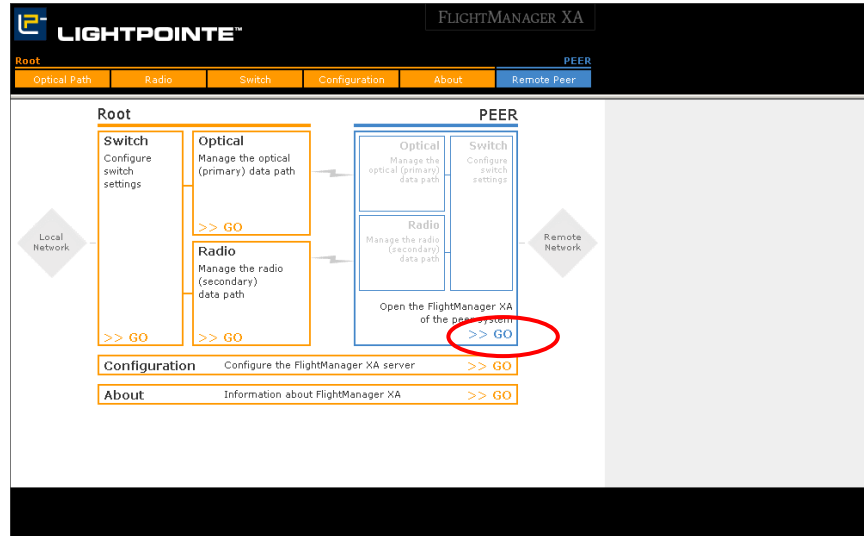 LIGHTPOINTE™
FLIGHTMANAGER XA
Root
PEER
Optical Path Radio Switch Configuration About Remote Peer
Root
PEER
Switch
Configure
switch
settings
>> GO
Optical
Manage the optical
(primary) data path
>> GO
Radio
Manage the radio
(secondary)
data path
>> GO
Optical
Manage the
optical (primary)
data path
Switch
Configure
switch
settings
Radio
Manage the radio
(secondary)
data path
Open the FlightManager XA
of the peer system
>> GO
Local
Network
Remote
Network
Configuration Configure the FlightManager XA server >> GO
About Information about FlightManager XA >> GO